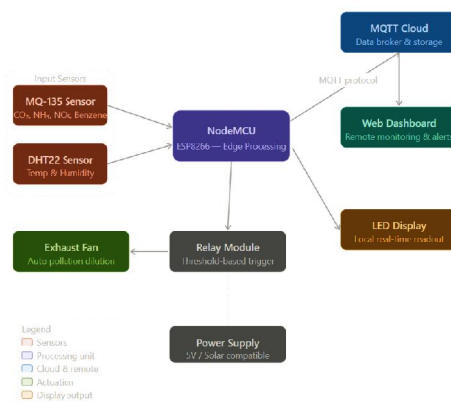 MQTT Cloud
Data broker & storage
Input Sensors
MQTT protocol
MQ-135 Sensor
CO₂, NH₃, NOₓ, Benzene
NodeMCU
ESP8266 — Edge Processing
Web Dashboard
Remote monitoring & alerts
DHT22 Sensor
Temp & Humidity
LED Display
Local real-time readout
Exhaust Fan
Auto pollution dilution
Relay Module
Threshold-based trigger
Power Supply
5V / Solar compatible
Legend
Sensors
Processing unit
Cloud & remote
Actuation
Display output